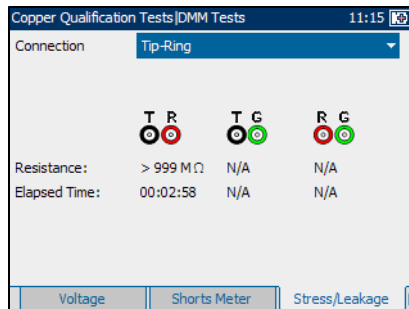 Copper Qualification Tests|DMM Tests 11:15
Connection Tip-Ring
T R T G R G
Resistance: > 999 MΩ N/A N/A
Elapsed Time: 00:02:58 N/A N/A
Voltage Shorts Meter Stress/Leakage